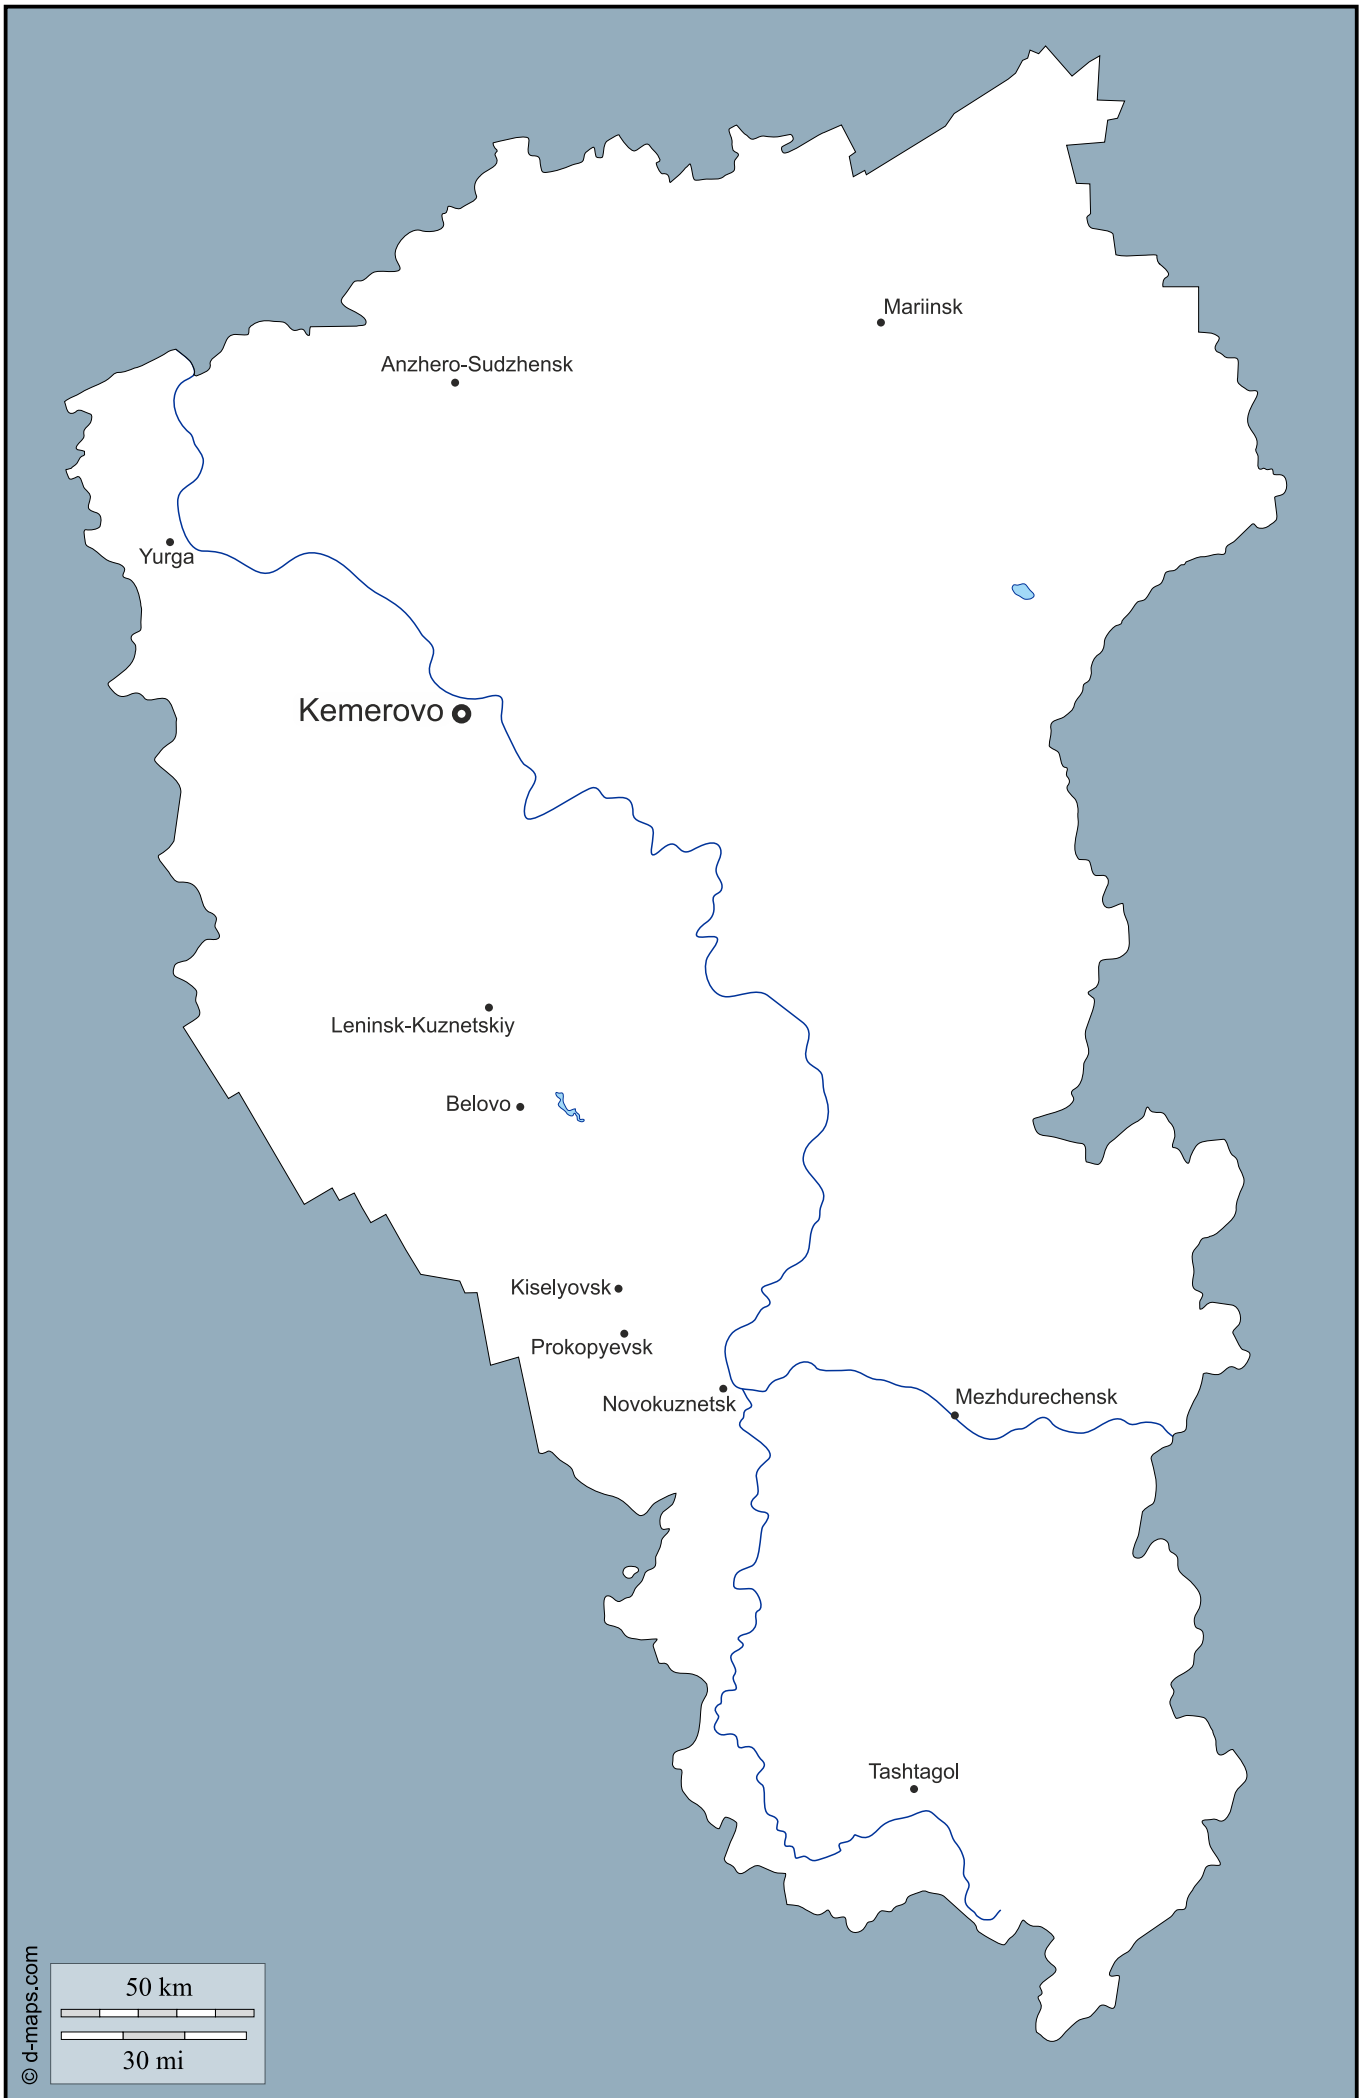 Mariinsk
Anzhero-Sudzhensk
Yurga
Kemerovo
Leninsk-Kuznetskiy
Belovo
Kiselyovsk
Prokopyevsk
Novokuznetsk
Mezhdurechensk
Tashtagol
50 km
30 mi
© d-maps.com